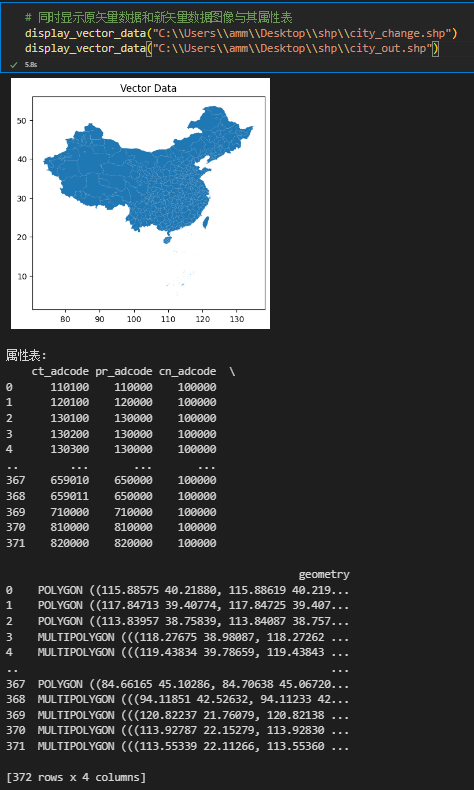 # 同时显示原矢量数据和新矢量数据图像与其属性表
display_vector_data("C:\\Users\\amm\\Desktop\\shp\\city_change.shp")
display_vector_data("C:\\Users\\amm\\Desktop\\shp\\city_out.shp")
✓ 5.8s
Vector Data
50
40
30
20
10
80 90 100 110 120 130
属性表:
ct_adcode pr_adcode cn_adcode \
0 110100 110000 100000
1 120100 120000 100000
2 130100 130000 100000
3 130200 130000 100000
4 130300 130000 100000
.. ... ... ...
367 659010 650000 100000
368 659011 650000 100000
369 710000 710000 100000
370 810000 810000 100000
371 820000 820000 100000
geometry
0 POLYGON ((115.88575 40.21880, 115.88619 40.219...
1 POLYGON ((117.84713 39.40774, 117.84725 39.407...
2 POLYGON ((113.83957 38.75839, 113.84087 38.757...
3 MULTIPOLYGON (((118.27675 38.98087, 118.27262 ...
4 MULTIPOLYGON (((119.43834 39.78659, 119.43843 ...
.. ...
367 POLYGON ((84.66165 45.10286, 84.70638 45.06720...
368 MULTIPOLYGON (((94.11851 42.52632, 94.11233 42...
369 MULTIPOLYGON (((120.82237 21.76079, 120.82138 ...
370 MULTIPOLYGON (((113.92787 22.15279, 113.92830 ...
371 MULTIPOLYGON (((113.55339 22.11266, 113.55360 ...
[372 rows x 4 columns]